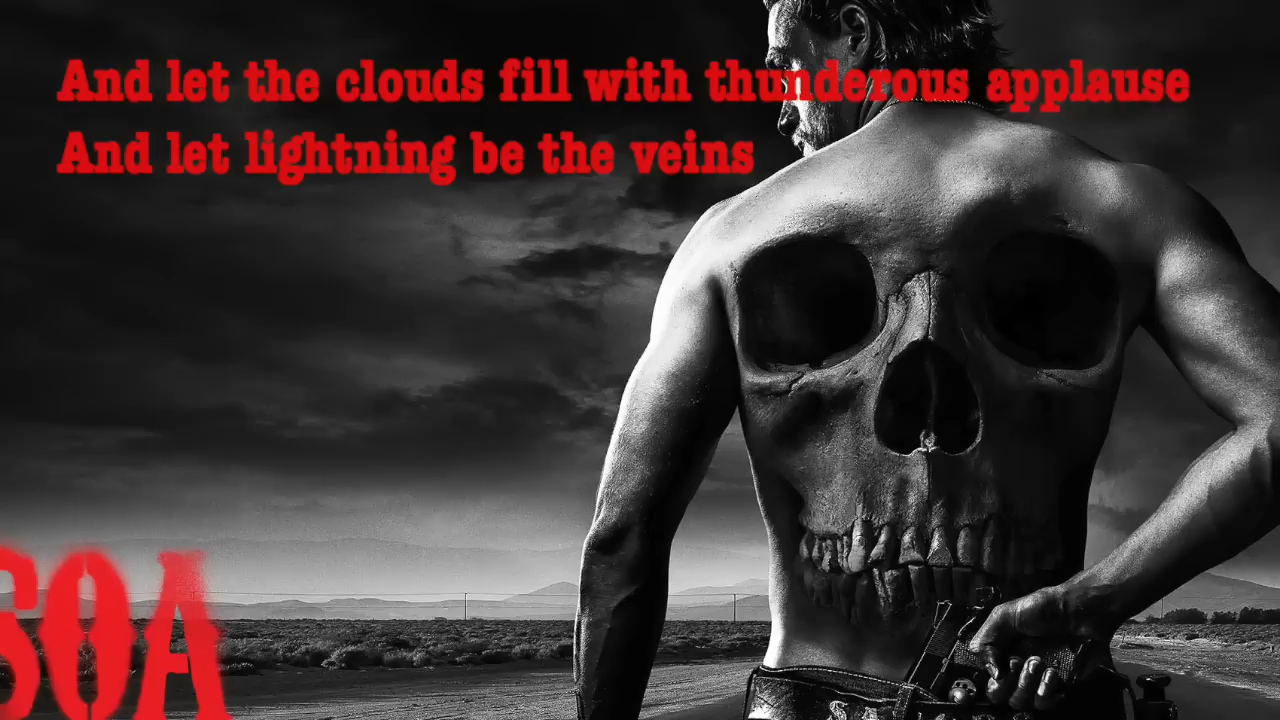 And let the clouds fill with thunderous applause
And let lightning be the veins
SOA